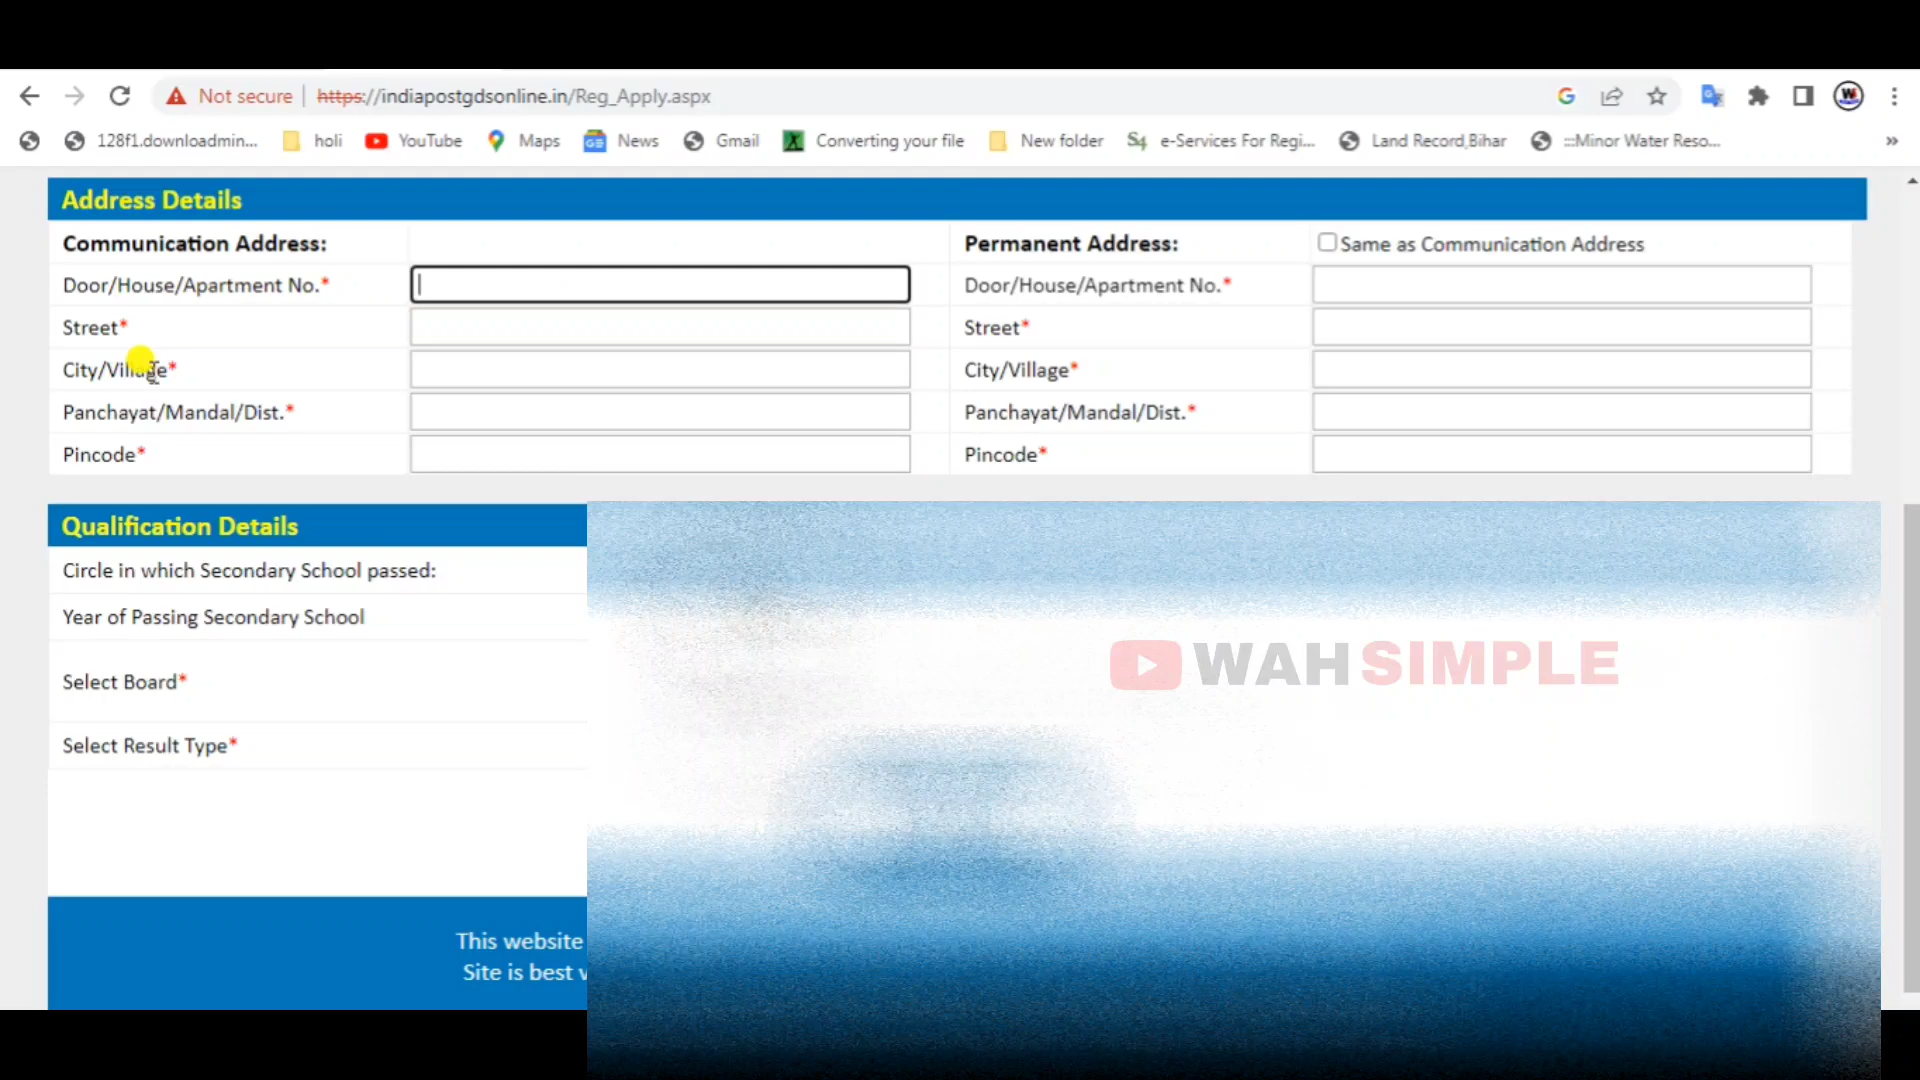 Not secure | https://indiapostgdsonline.in/Reg_Apply.aspx
128f1.downloadmin... holi YouTube Maps News Gmail Converting your file New folder e-Services For Regi... Land Record,Bihar :::Minor Water Reso... »
Address Details
Communication Address: Permanent Address: Same as Communication Address
Door/House/Apartment No.* Door/House/Apartment No.*
Street* Street*
City/Village* City/Village*
Panchayat/Mandal/Dist.* Panchayat/Mandal/Dist.*
Pincode* Pincode*
Qualification Details
Circle in which Secondary School passed:
Year of Passing Secondary School
WAHSIMPLE
Select Board*
Select Result Type*
This website
Site is best